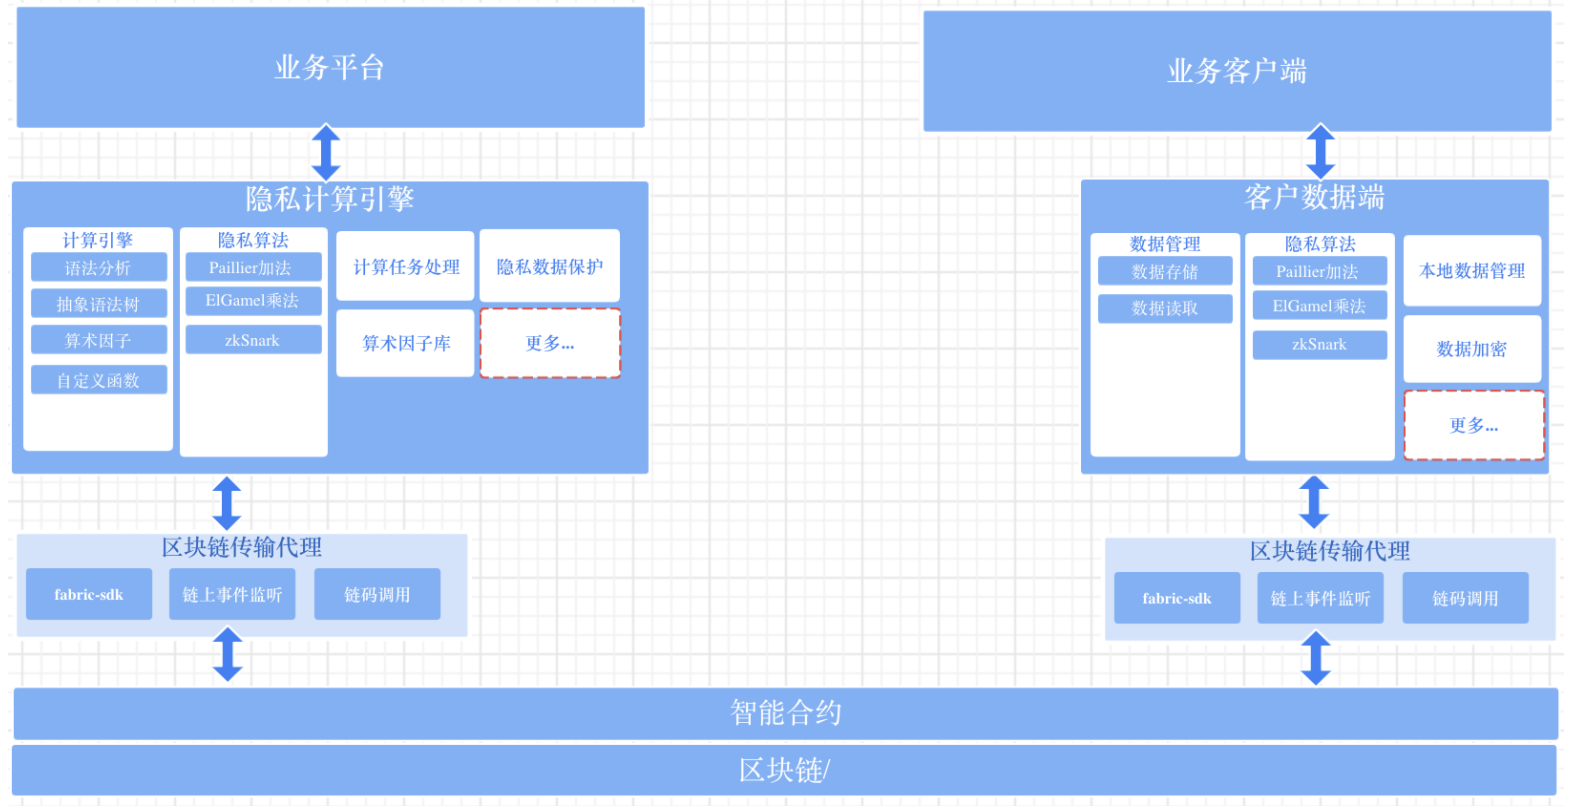 业务平台
业务客户端
隐私计算引擎
计算引擎
语法分析
抽象语法树
算术因子
自定义函数
隐私算法
Paillier加法
ElGamel乘法
zkSnark
计算任务处理
隐私数据保护
算术因子库
更多...
客户数据端
数据管理
数据存储
数据读取
隐私算法
Paillier加法
ElGamel乘法
zkSnark
本地数据管理
数据加密
更多...
区块链传输代理
fabric-sdk
链上事件监听
链码调用
区块链传输代理
fabric-sdk
链上事件监听
链码调用
智能合约
区块链/